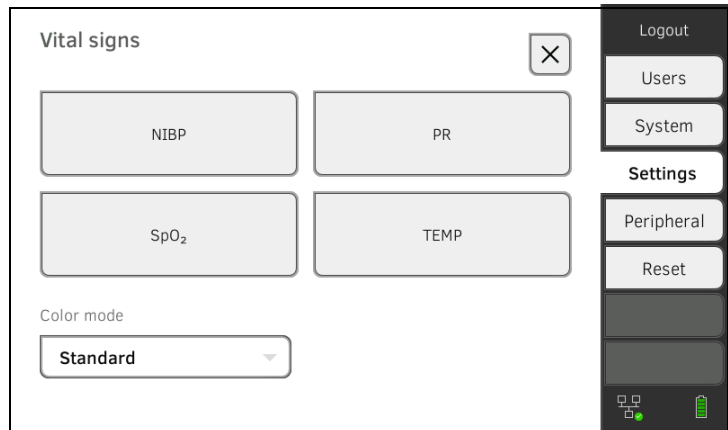 Vital signs
NIBP
PR
SpO₂
TEMP
Color mode
Standard
Logout
Users
System
Settings
Peripheral
Reset